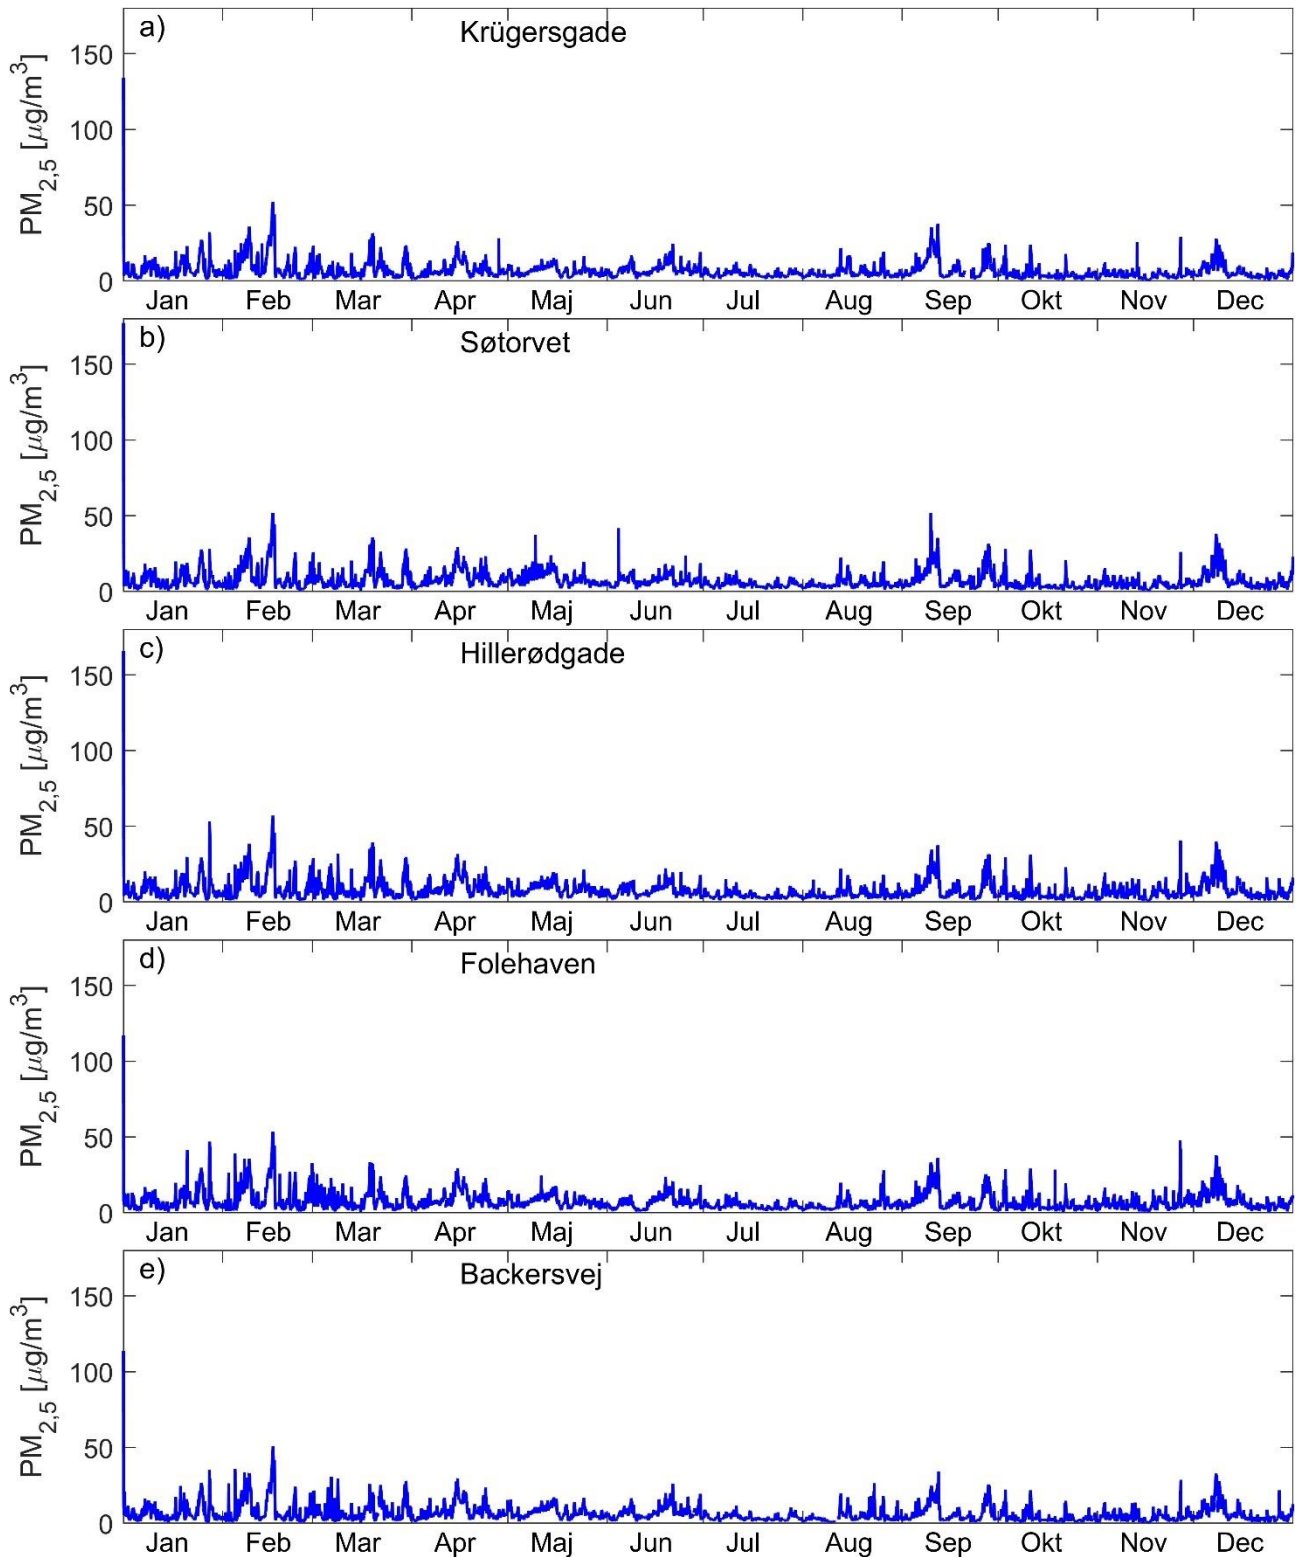 a) Krügersgade
PM2,5 [μg/m3]
150
100
50
0
Jan Feb Mar Apr Maj Jun Jul Aug Sep Okt Nov Dec
b) Søtorvet
PM2,5 [μg/m3]
150
100
50
0
Jan Feb Mar Apr Maj Jun Jul Aug Sep Okt Nov Dec
c) Hillerødgade
PM2,5 [μg/m3]
150
100
50
0
Jan Feb Mar Apr Maj Jun Jul Aug Sep Okt Nov Dec
d) Folehaven
PM2,5 [μg/m3]
150
100
50
0
Jan Feb Mar Apr Maj Jun Jul Aug Sep Okt Nov Dec
e) Backersvej
PM2,5 [μg/m3]
150
100
50
0
Jan Feb Mar Apr Maj Jun Jul Aug Sep Okt Nov Dec